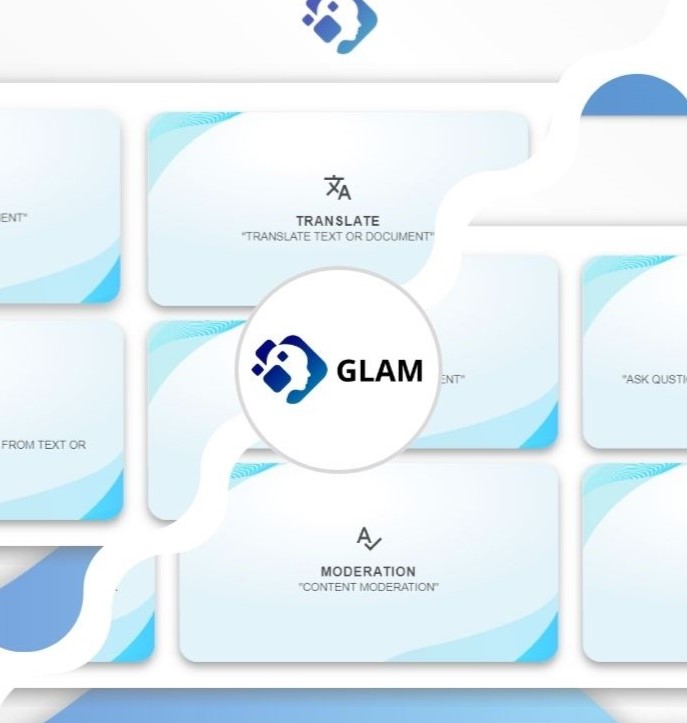 ENT"
TRANSLATE
"TRANSLATE TEXT OR DOCUMENT"
GLAM
ENT"
"ASK QUSTI
FROM TEXT OR
MODERATION
"CONTENT MODERATION"